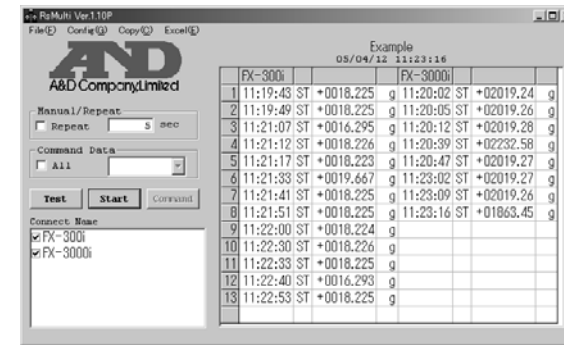 RsMulti Ver.1.10P
File(F) Config(G) Copy(C) Excel(E)
A&D
A&D Company,Limited
Manual/Repeat
Repeat 5 sec
Command Data
All
Test Start Command
Connect Name
FX-300i
FX-3000i
Example
05/04/12 11:23:16
FX-300i FX-3000i
1 11:19:43 ST +0018.225 g 11:20:02 ST +02019.24 g
2 11:19:49 ST +0018.225 g 11:20:05 ST +02019.26 g
3 11:21:07 ST +0016.295 g 11:20:12 ST +02019.28 g
4 11:21:12 ST +0018.226 g 11:20:39 ST +02232.58 g
5 11:21:17 ST +0018.223 g 11:20:47 ST +02019.27 g
6 11:21:33 ST +0019.667 g 11:23:02 ST +02019.27 g
7 11:21:41 ST +0018.225 g 11:23:09 ST +02019.26 g
8 11:21:51 ST +0018.225 g 11:23:16 ST +01863.45 g
9 11:22:00 ST +0018.224 g
10 11:22:30 ST +0018.226 g
11 11:22:33 ST +0018.225 g
12 11:22:40 ST +0016.293 g
13 11:22:53 ST +0018.225 g